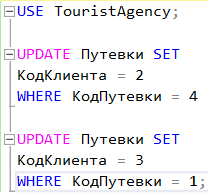 USE TouristAgency;
UPDATE Путевки SET
КодКлиента = 2
WHERE КодПутевки = 4
UPDATE Путевки SET
КодКлиента = 3
WHERE КодПутевки = 1;